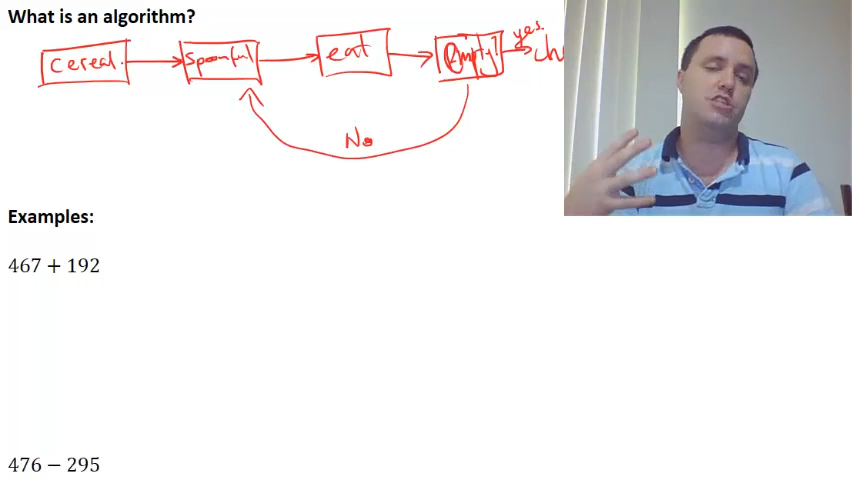 What is an algorithm?
cereal. spoonful eat Empty? yes.
No
Examples:
467 + 192
476 − 295